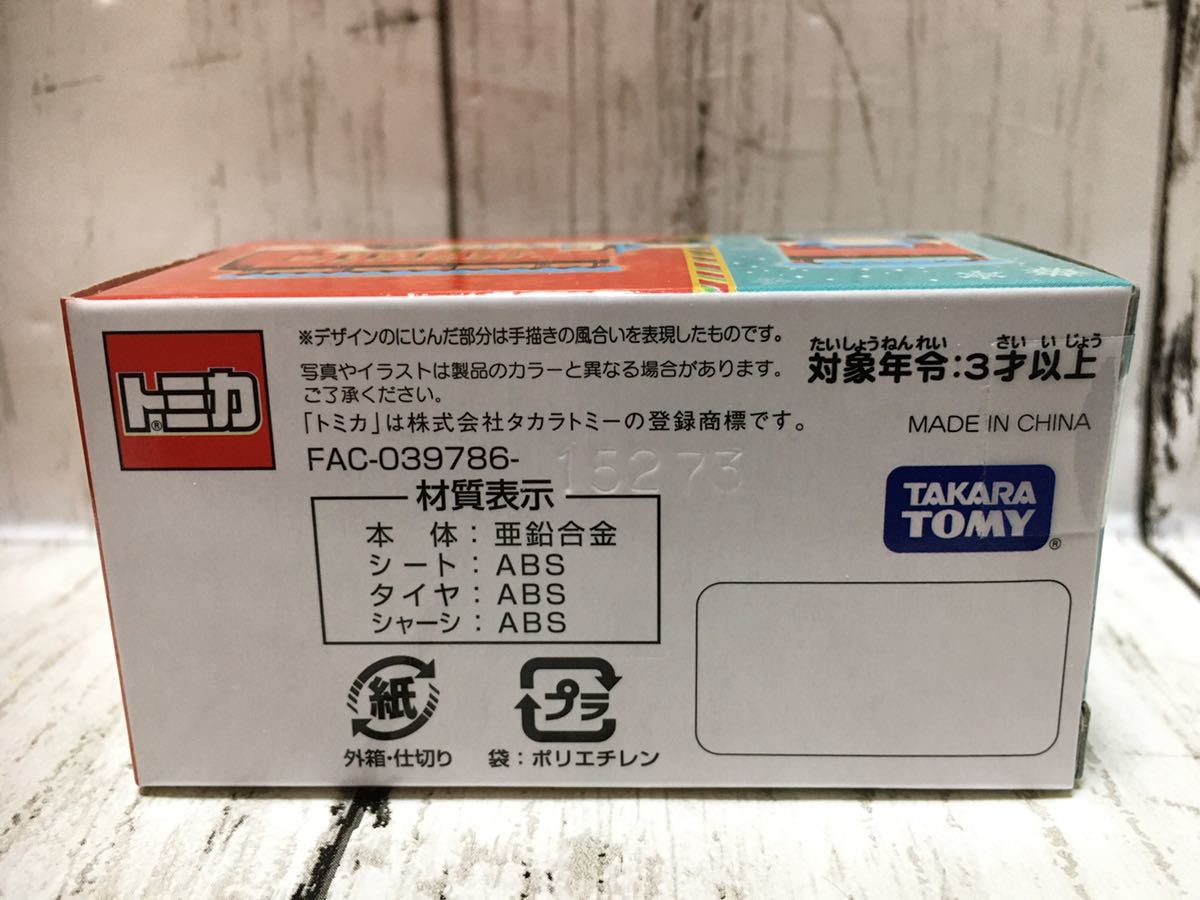 トミカ®
※デザインのにじんだ部分は手描きの風合いを表現したものです。
写真やイラストは製品のカラーと異なる場合があります。
ご了承ください。
「トミカ」は株式会社タカラトミーの登録商標です。
FAC-039786- 15273
たいしょうねんれい さいいじょう
対象年令:3才以上
MADE IN CHINA
TAKARA
TOMY®
材質表示
本 体:亜鉛合金
シート:ABS
タイヤ:ABS
シャーシ:ABS
紙
外箱・仕切り
プラ
袋:ポリエチレン